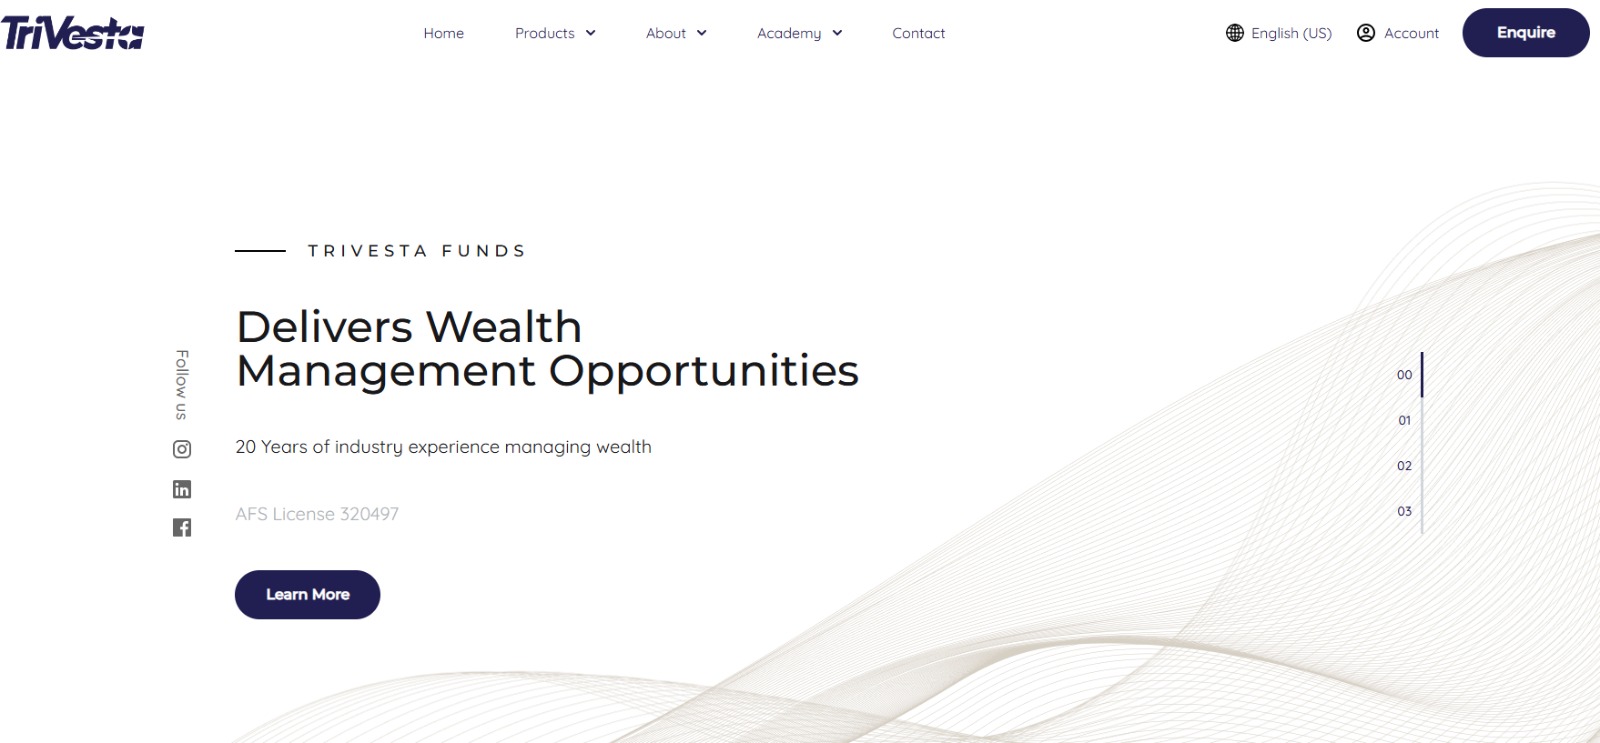 TriVesta
Home Products About Academy Contact English (US) Account Enquire
TRIVESTA FUNDS
Delivers Wealth
Management Opportunities
20 Years of industry experience managing wealth
AFS License 320497
Learn More
Follow us
00
01
02
03